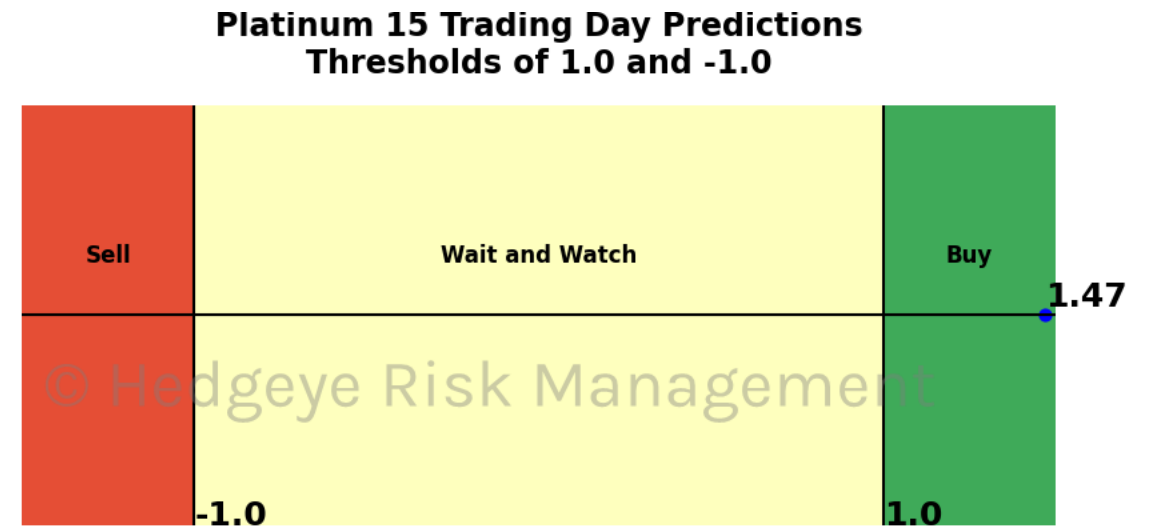 Platinum 15 Trading Day Predictions
Thresholds of 1.0 and -1.0
Sell
Wait and Watch
Buy
1.47
© Hedgeye Risk Management
-1.0
1.0